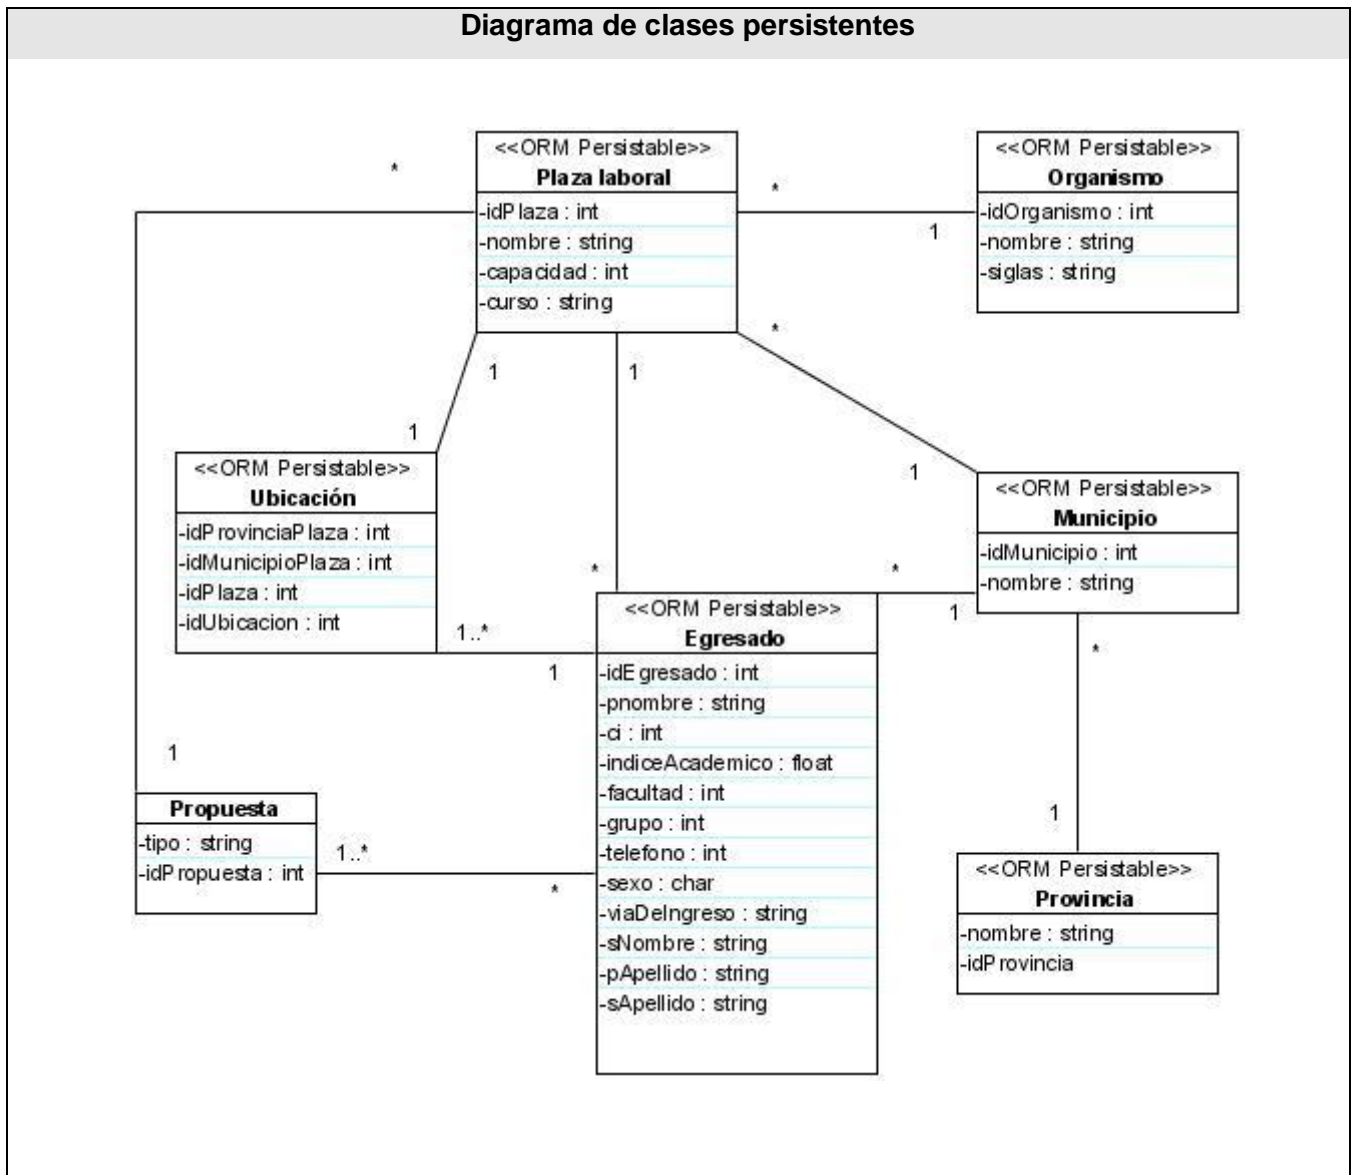 Diagrama de clases persistentes
*
<<ORM Persistable>>
Plaza laboral
-idPlaza : int
-nombre : string
-capacidad : int
-curso : string
*
1
<<ORM Persistable>>
Organismo
-idOrganismo : int
-nombre : string
-siglas : string
*
1
1
1
1
<<ORM Persistable>>
Ubicación
-idProvinciaPlaza : int
-idMunicipioPlaza : int
-idPlaza : int
-idUbicacion : int
<<ORM Persistable>>
Municipio
-idMunicipio : int
-nombre : string
*
*
1
*
1..*
1
<<ORM Persistable>>
Egresado
-idEgresado : int
-pnombre : string
-ci : int
-indiceAcademico : float
-facultad : int
-grupo : int
-telefono : int
-sexo : char
-viaDeIngreso : string
-sNombre : string
-pApellido : string
-sApellido : string
1
Propuesta
-tipo : string
-idPropuesta : int
1..*
*
1
<<ORM Persistable>>
Provincia
-nombre : string
-idProvincia